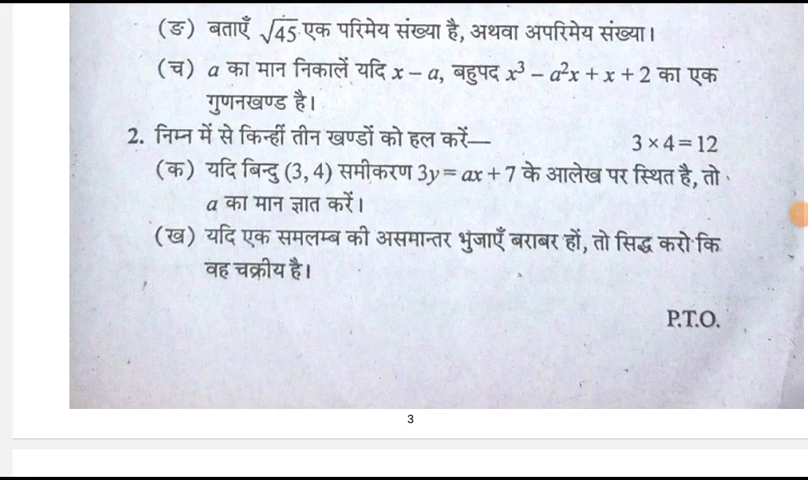 (ङ) बताएँ √45 एक परिमेय संख्या है, अथवा अपरिमेय संख्या।
(च) a का मान निकालें यदि x – a, बहुपद x³ – a²x + x + 2 का एक
गुणनखण्ड है।
2. निम्न में से किन्हीं तीन खण्डों को हल करें— 3 × 4 = 12
(क) यदि बिन्दु (3, 4) समीकरण 3y = ax + 7 के आलेख पर स्थित है, तो
a का मान ज्ञात करें।
(ख) यदि एक समलम्ब की असमान्तर भुजाएँ बराबर हों, तो सिद्ध करो कि
वह चक्रीय है।
P.T.O.
3